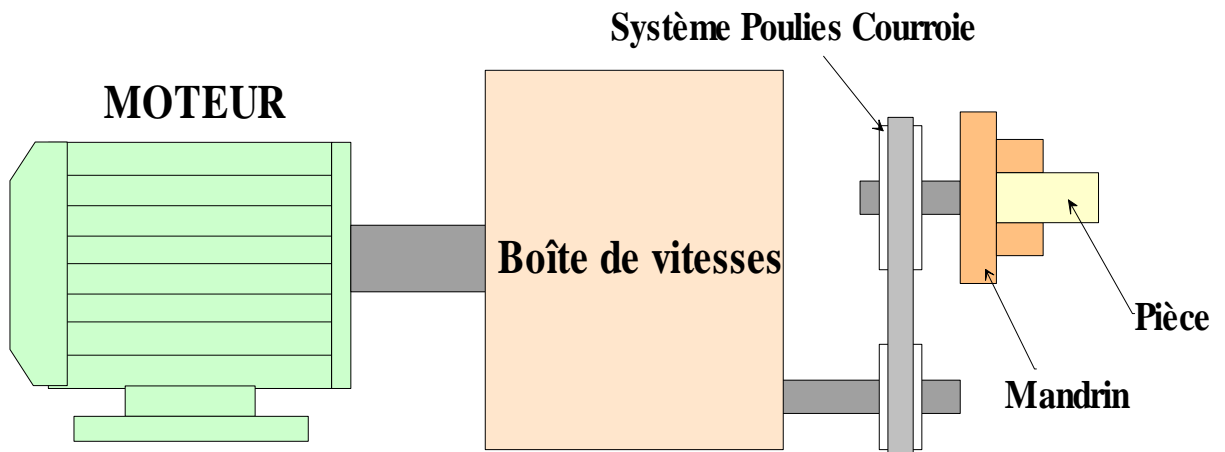 Système Poulies Courroie
MOTEUR
Boîte de vitesses
Pièce
Mandrin